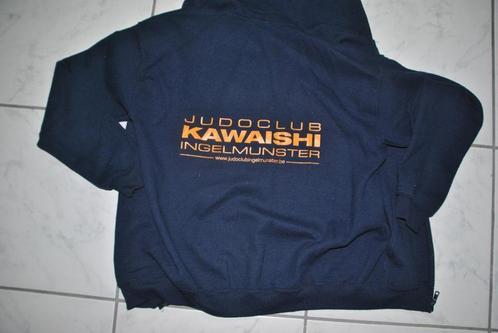 JUDOCLUB
KAWAISHI
INGELMUNSTER
www.judoclubingelmunster.be